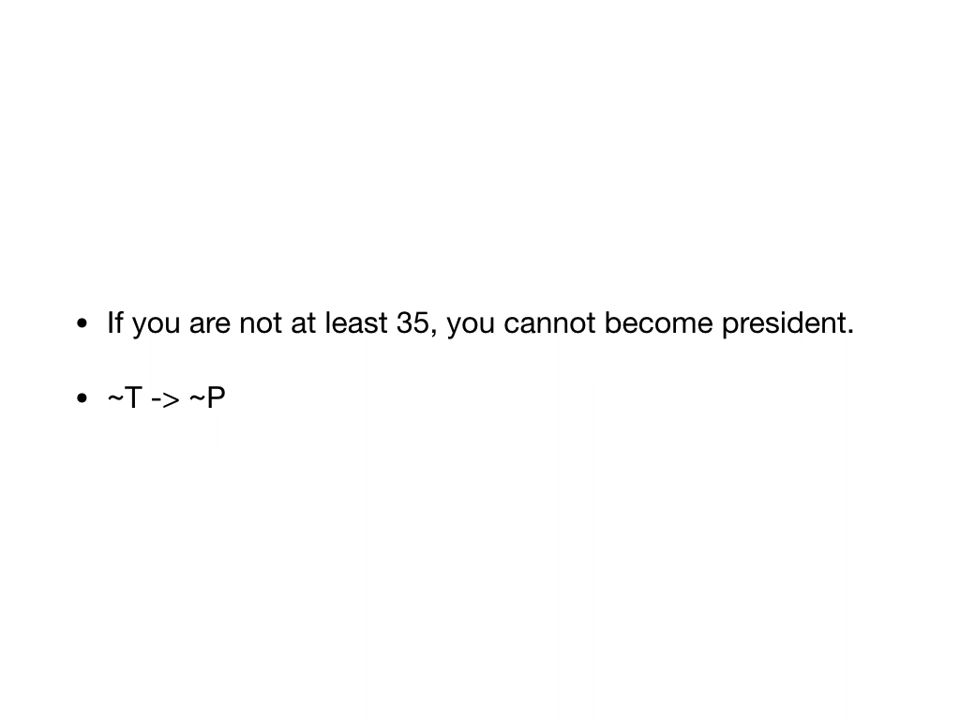 • If you are not at least 35, you cannot become president.
• ~T -> ~P